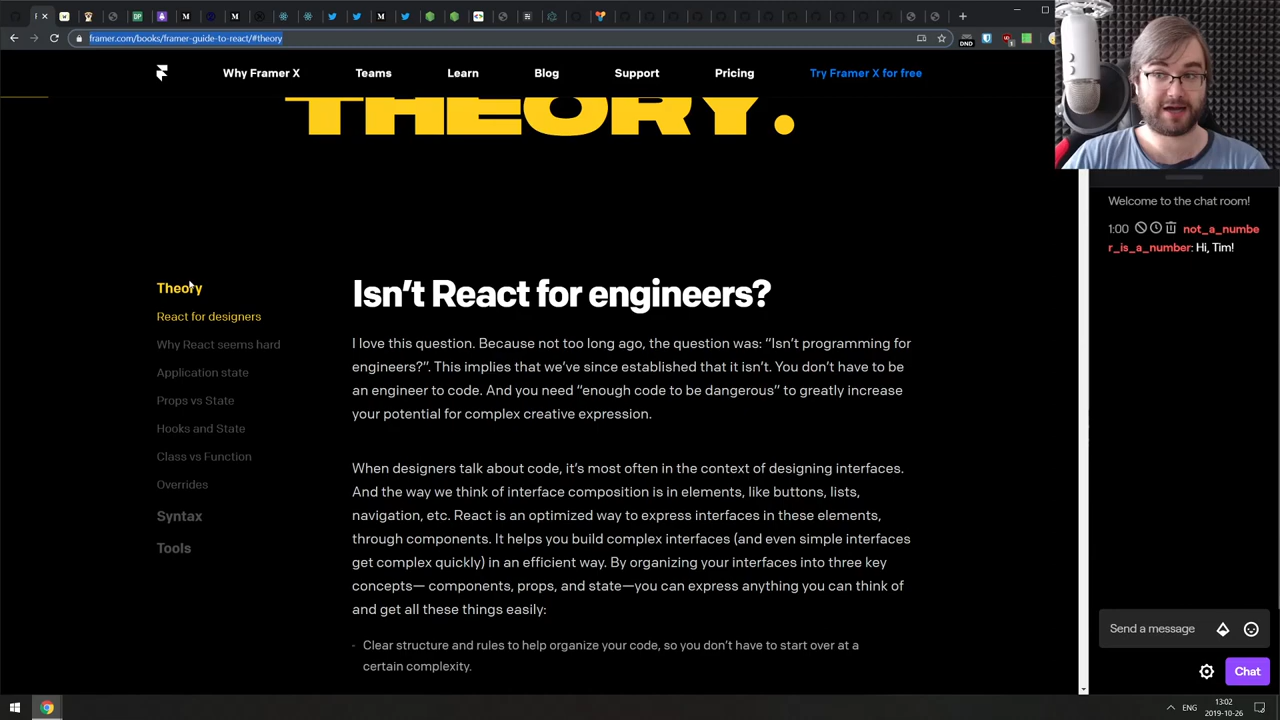 framer.com/books/framer-guide-to-react/#theory
DND
Why Framer X
Teams
Learn
Blog
Support
Pricing
Try Framer X for free
THEORY.
Theory
React for designers
Why React seems hard
Application state
Props vs State
Hooks and State
Class vs Function
Overrides
Syntax
Tools
Isn’t React for engineers?
I love this question. Because not too long ago, the question was: “Isn’t programming for
engineers?”. This implies that we’ve since established that it isn’t. You don’t have to be
an engineer to code. And you need “enough code to be dangerous” to greatly increase
your potential for complex creative expression.
When designers talk about code, it’s most often in the context of designing interfaces.
And the way we think of interface composition is in elements, like buttons, lists,
navigation, etc. React is an optimized way to express interfaces in these elements,
through components. It helps you build complex interfaces (and even simple interfaces
get complex quickly) in an efficient way. By organizing your interfaces into three key
concepts— components, props, and state—you can express anything you can think of
and get all these things easily:
- Clear structure and rules to help organize your code, so you don’t have to start over at a
certain complexity.
Welcome to the chat room!
1:00 not_a_numbe
r_is_a_number: Hi, Tim!
Send a message
Chat
ENG
13:02
2019-10-26